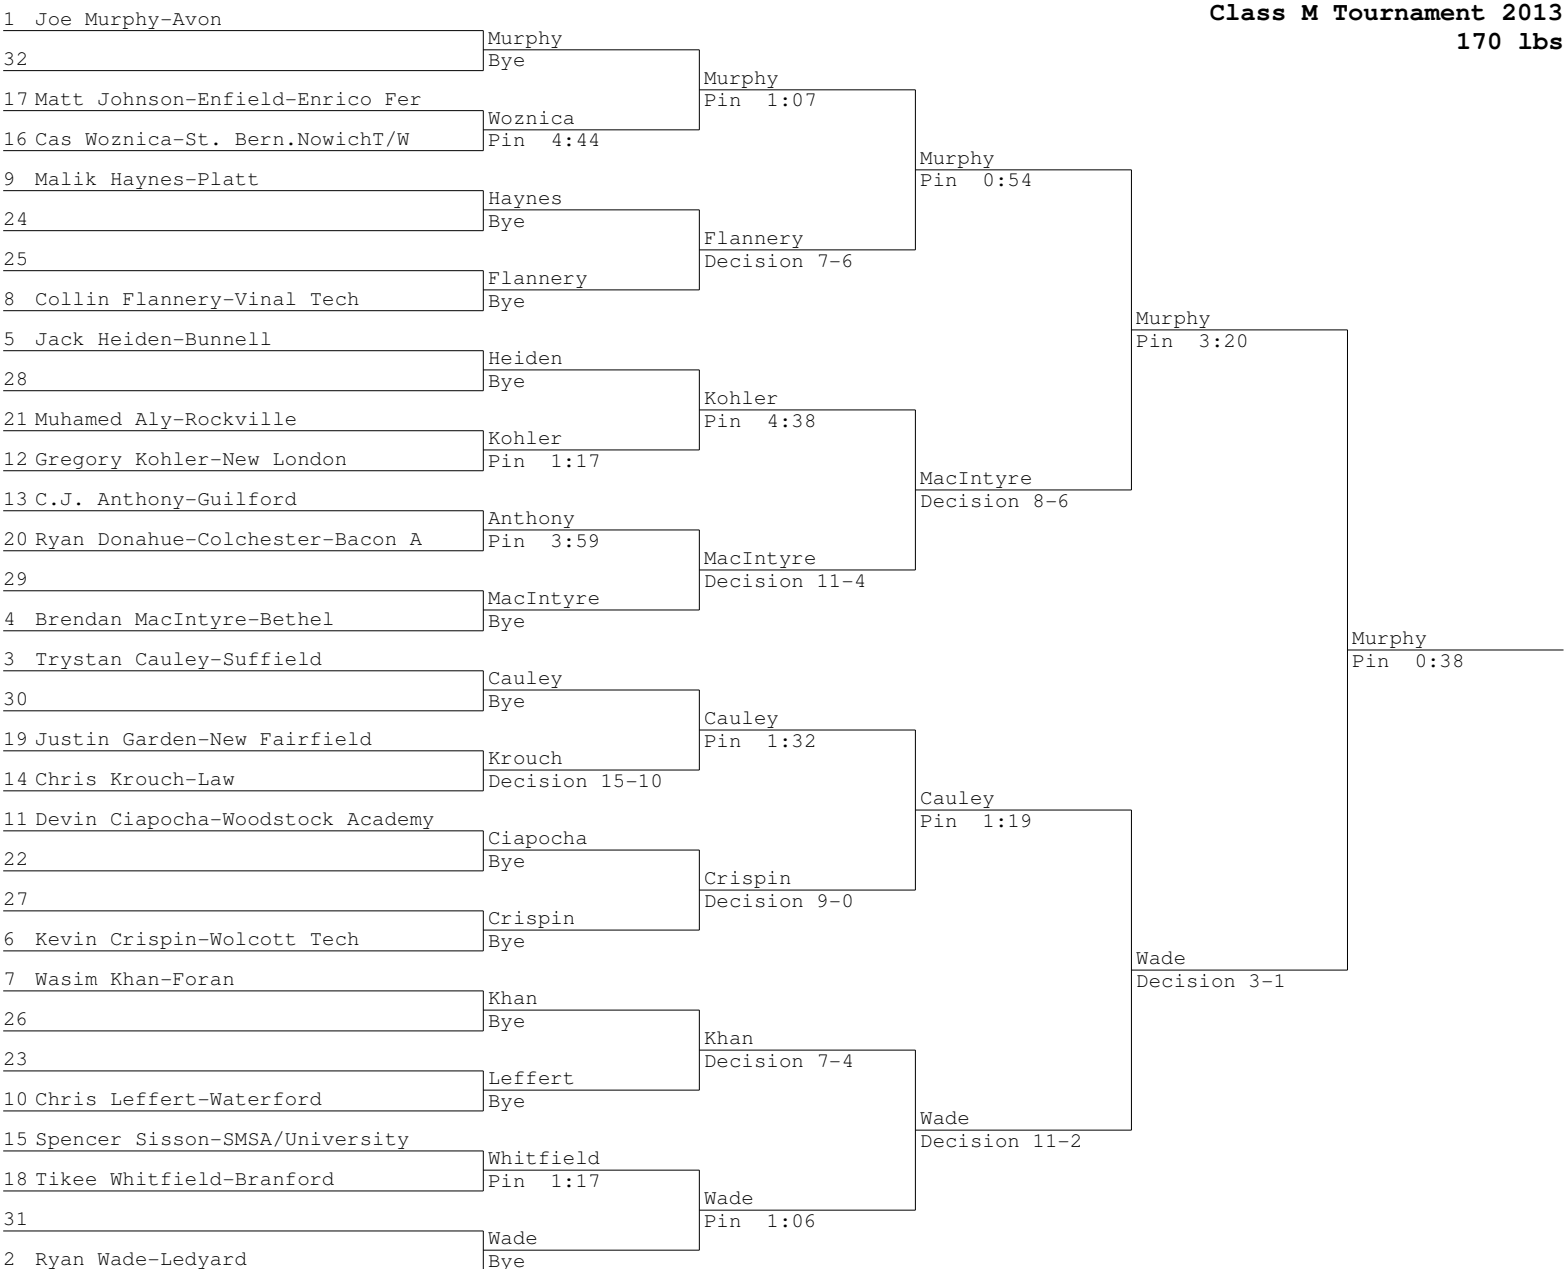 Class M Tournament 2013
170 lbs
1 Joe Murphy-Avon
32
17 Matt Johnson-Enfield-Enrico Fer
16 Cas Woznica-St. Bern.NowichT/W
9 Malik Haynes-Platt
24
25
8 Collin Flannery-Vinal Tech
5 Jack Heiden-Bunnell
28
21 Muhamed Aly-Rockville
12 Gregory Kohler-New London
13 C.J. Anthony-Guilford
20 Ryan Donahue-Colchester-Bacon A
29
4 Brendan MacIntyre-Bethel
3 Trystan Cauley-Suffield
30
19 Justin Garden-New Fairfield
14 Chris Krouch-Law
11 Devin Ciapocha-Woodstock Academy
22
27
6 Kevin Crispin-Wolcott Tech
7 Wasim Khan-Foran
26
23
10 Chris Leffert-Waterford
15 Spencer Sisson-SMSA/University
18 Tikee Whitfield-Branford
31
2 Ryan Wade-Ledyard
Murphy
Bye
Woznica
Pin 4:44
Haynes
Bye
Flannery
Bye
Heiden
Bye
Kohler
Pin 1:17
Anthony
Pin 3:59
MacIntyre
Bye
Cauley
Bye
Krouch
Decision 15-10
Ciapocha
Bye
Crispin
Bye
Khan
Bye
Leffert
Bye
Whitfield
Pin 1:17
Wade
Bye
Murphy
Pin 1:07
Flannery
Decision 7-6
Kohler
Pin 4:38
MacIntyre
Decision 11-4
Cauley
Pin 1:32
Crispin
Decision 9-0
Khan
Decision 7-4
Wade
Pin 1:06
Murphy
Pin 0:54
MacIntyre
Decision 8-6
Cauley
Pin 1:19
Wade
Decision 11-2
Murphy
Pin 3:20
Wade
Decision 3-1
Murphy
Pin 0:38